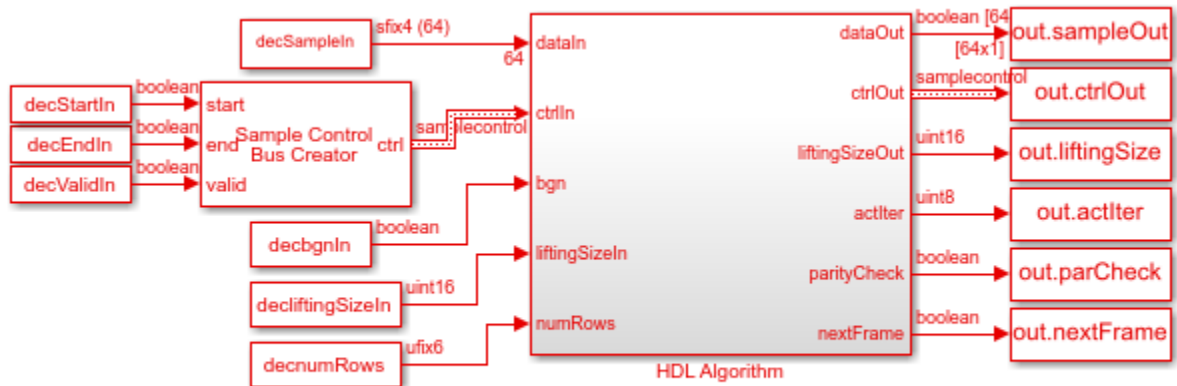 decSampleIn
sfix4 (64)
64
dataIn
decStartIn
boolean
start
decEndIn
boolean
end
decValidIn
boolean
valid
Sample Control
Bus Creator
ctrl
samplecontrol
ctrlIn
decbgnIn
boolean
bgn
decliftingSizeIn
uint16
liftingSizeIn
decnumRows
ufix6
numRows
HDL Algorithm
dataOut
boolean [64
[64x1]
out.sampleOut
ctrlOut
samplecontrol
out.ctrlOut
liftingSizeOut
uint16
out.liftingSize
actIter
uint8
out.actIter
parityCheck
boolean
out.parCheck
nextFrame
boolean
out.nextFrame